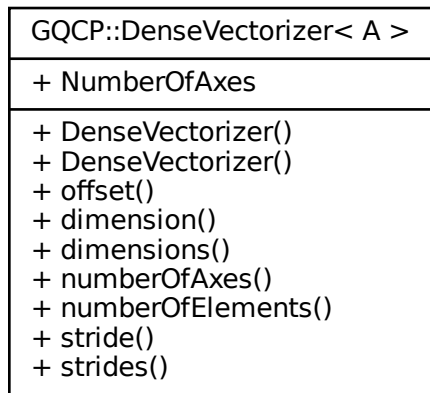 GQCP::DenseVectorizer< A >
+ NumberOfAxes
+ DenseVectorizer()
+ DenseVectorizer()
+ offset()
+ dimension()
+ dimensions()
+ numberOfAxes()
+ numberOfElements()
+ stride()
+ strides()